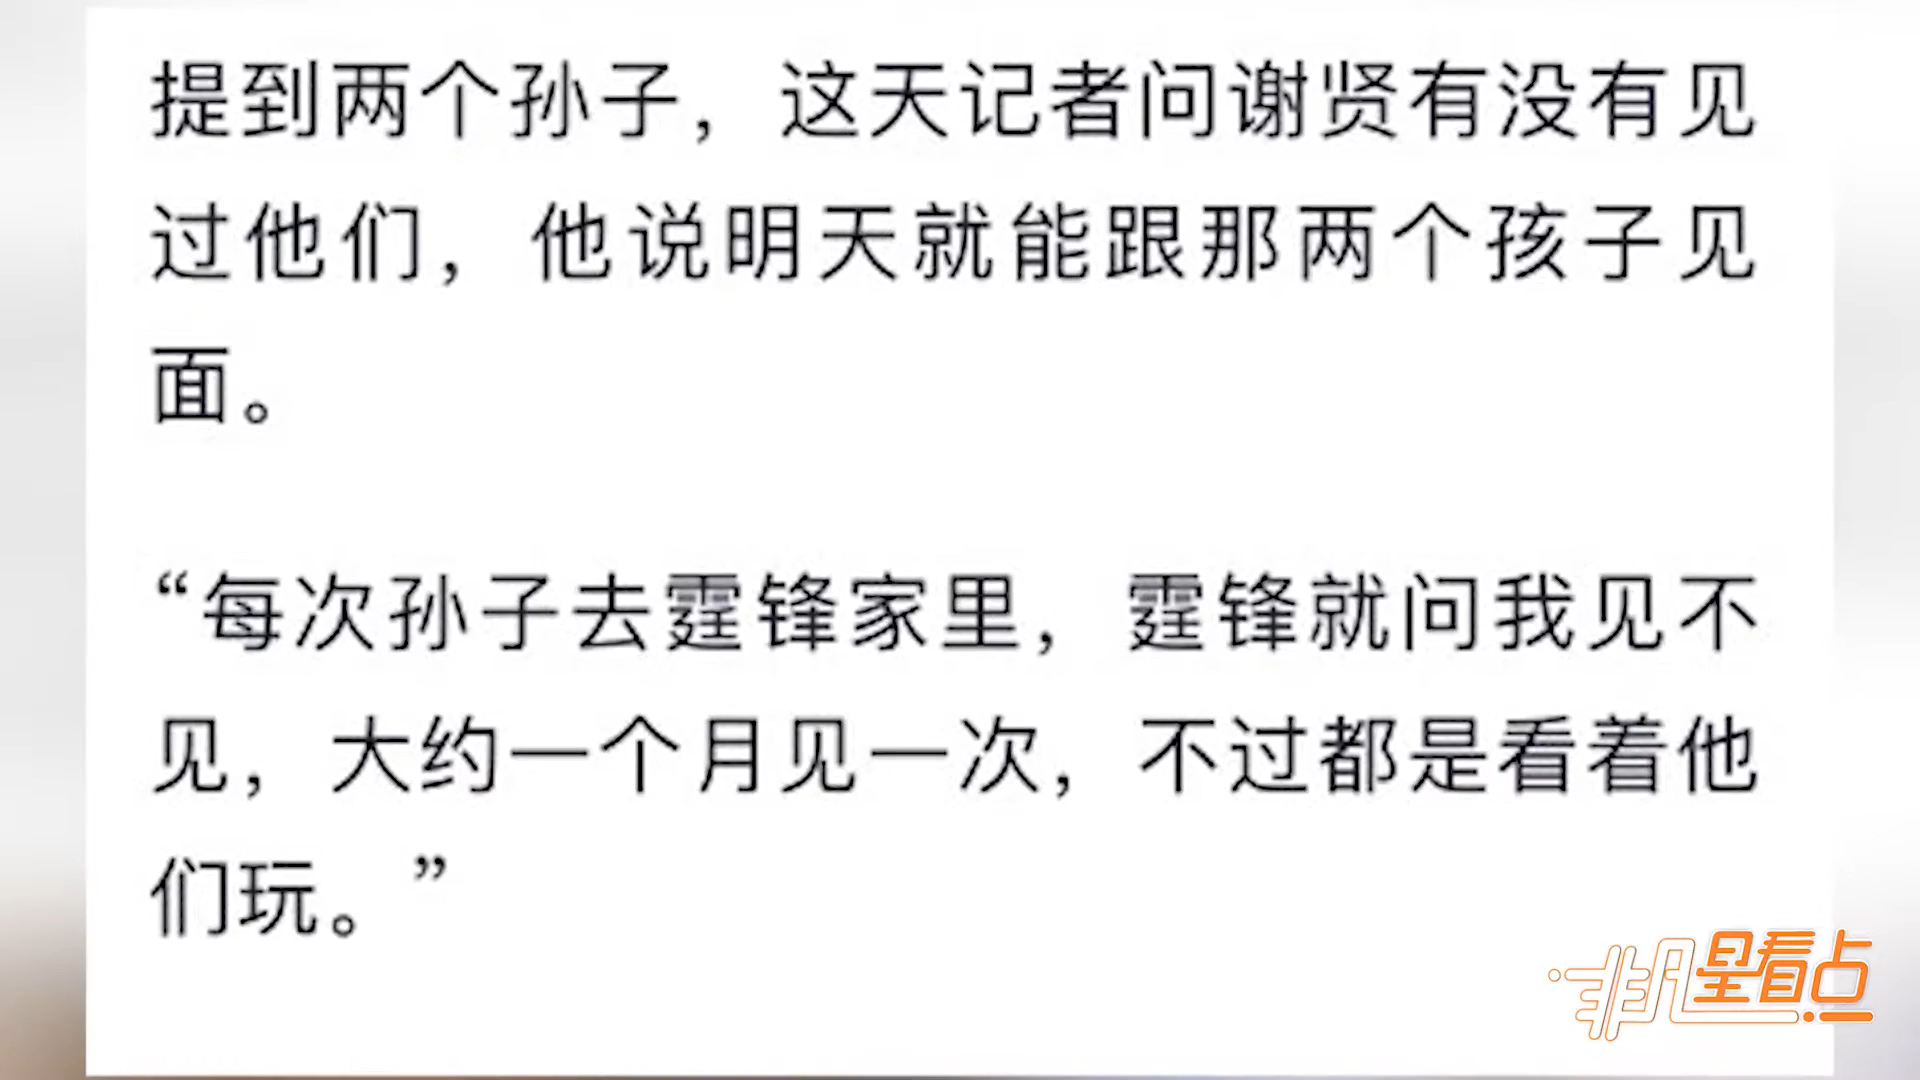 提到两个孙子，这天记者问谢贤有没有见
过他们，他说明天就能跟那两个孩子见
面。
“每次孙子去霆锋家里，霆锋就问我见不
见，大约一个月见一次，不过都是看着他
们玩。”
非凡星看点